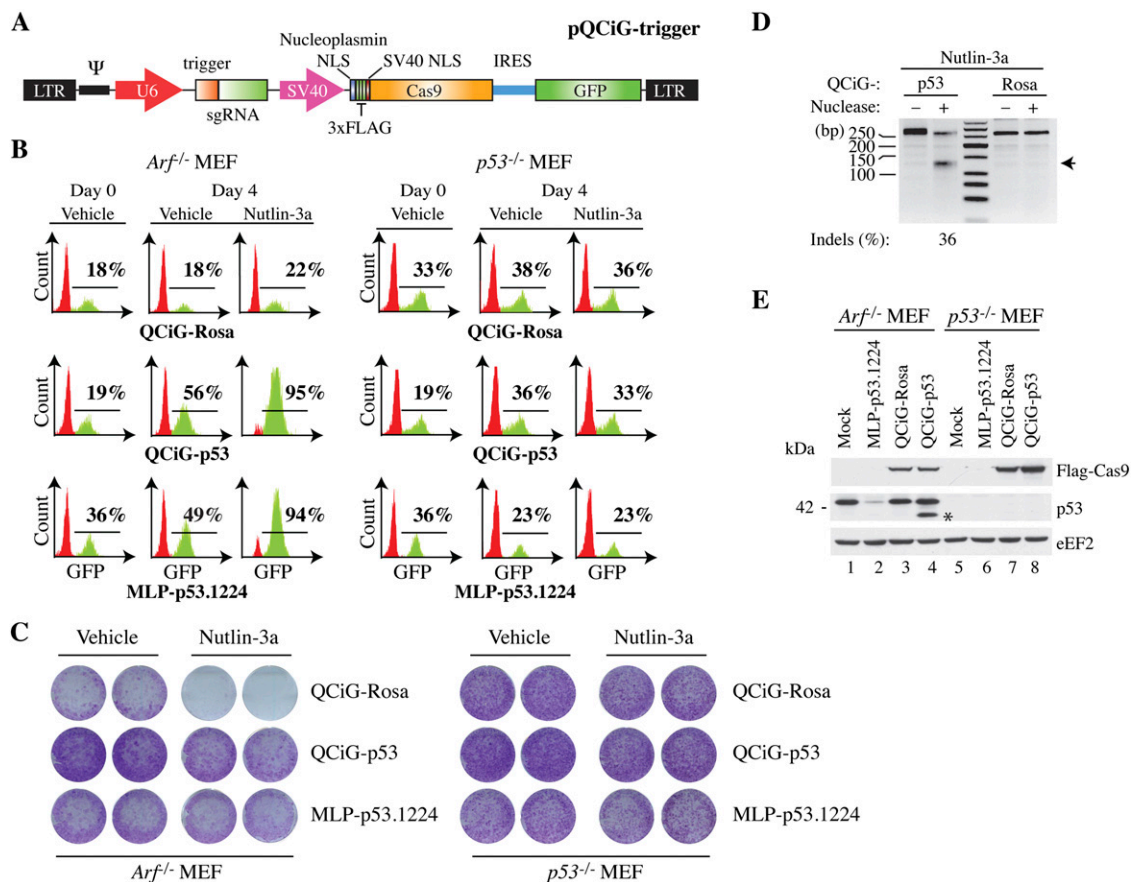 A
pQCiG-trigger
Nucleoplasmin
NLS
SV40 NLS
IRES
Ψ
trigger
LTR
U6
SV40
Cas9
GFP
LTR
sgRNA
3xFLAG
B
Arf-/- MEF
p53-/- MEF
Day 0
Day 4
Day 0
Day 4
Vehicle
Vehicle
Nutlin-3a
Vehicle
Vehicle
Nutlin-3a
Count
18%
18%
22%
QCiG-Rosa
Count
33%
38%
36%
QCiG-Rosa
Count
19%
56%
95%
QCiG-p53
Count
19%
36%
33%
QCiG-p53
Count
36%
49%
94%
GFP
GFP
GFP
MLP-p53.1224
Count
36%
23%
23%
GFP
GFP
GFP
MLP-p53.1224
C
Vehicle
Nutlin-3a
QCiG-Rosa
QCiG-p53
MLP-p53.1224
Arf-/- MEF
Vehicle
Nutlin-3a
QCiG-Rosa
QCiG-p53
MLP-p53.1224
p53-/- MEF
D
Nutlin-3a
QCiG-: p53 Rosa
Nuclease: − + − +
(bp) 250
200
150
100
Indels (%): 36
E
Arf-/- MEF p53-/- MEF
Mock
MLP-p53.1224
QCiG-Rosa
QCiG-p53
Mock
MLP-p53.1224
QCiG-Rosa
QCiG-p53
kDa
Flag-Cas9
42 -
*
p53
eEF2
1 2 3 4 5 6 7 8